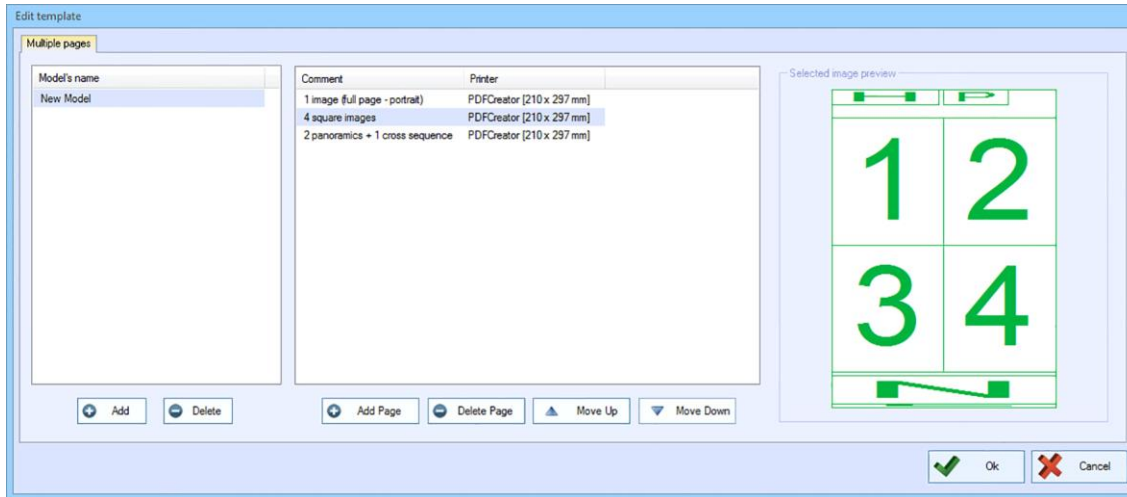 Edit template
Multiple pages
Model's name
New Model
Comment Printer
1 image (full page - portrait) PDFCreator [210 x 297 mm]
4 square images PDFCreator [210 x 297 mm]
2 panoramics + 1 cross sequence PDFCreator [210 x 297 mm]
Selected image preview
H P
1 2
3 4
Add Delete
Add Page Delete Page Move Up Move Down
Ok Cancel